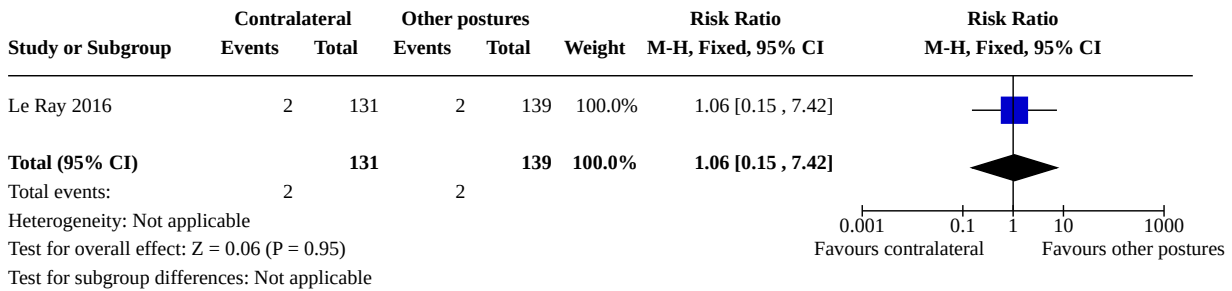 Contralateral Other postures Risk Ratio Risk Ratio
Study or Subgroup Events Total Events Total Weight M-H, Fixed, 95% CI M-H, Fixed, 95% CI
Le Ray 2016 2 131 2 139 100.0% 1.06 [0.15 , 7.42]
Total (95% CI) 131 139 100.0% 1.06 [0.15 , 7.42]
Total events: 2 2
Heterogeneity: Not applicable
0.001 0.1 1 10 1000
Test for overall effect: Z = 0.06 (P = 0.95)
Favours contralateral Favours other postures
Test for subgroup differences: Not applicable